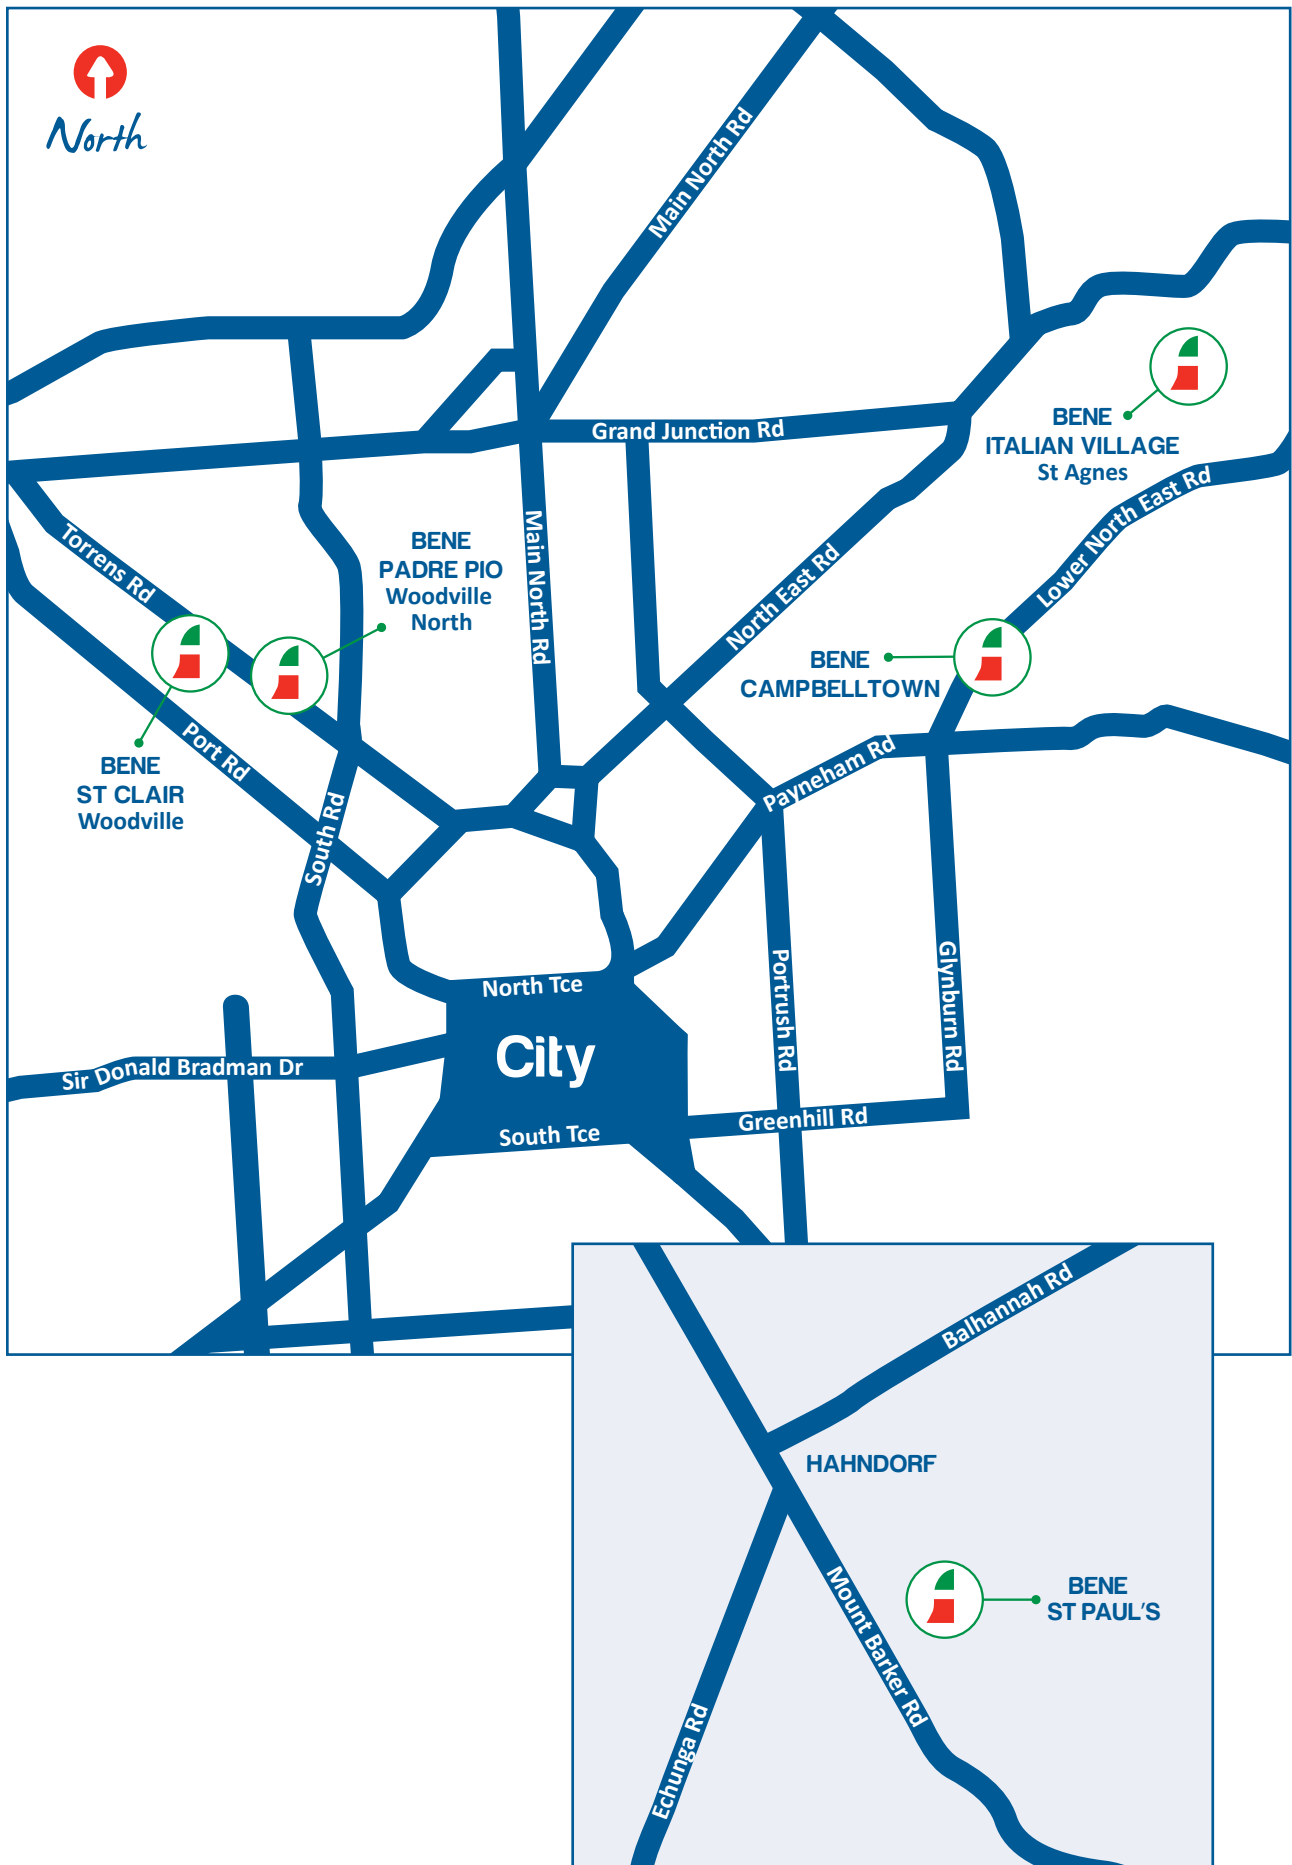 North
Main North Rd
Grand Junction Rd
BENE
ITALIAN VILLAGE
St Agnes
Lower North East Rd
Torrens Rd
BENE
PADRE PIO
Woodville
North
Main North Rd
North East Rd
BENE
CAMPBELLTOWN
Port Rd
BENE
ST CLAIR
Woodville
South Rd
Payneham Rd
North Tce
City
South Tce
Portrush Rd
Glynburn Rd
Sir Donald Bradman Dr
Greenhill Rd
Balhannah Rd
HAHNDORF
Mount Barker Rd
BENE
ST PAUL'S
Echunga Rd